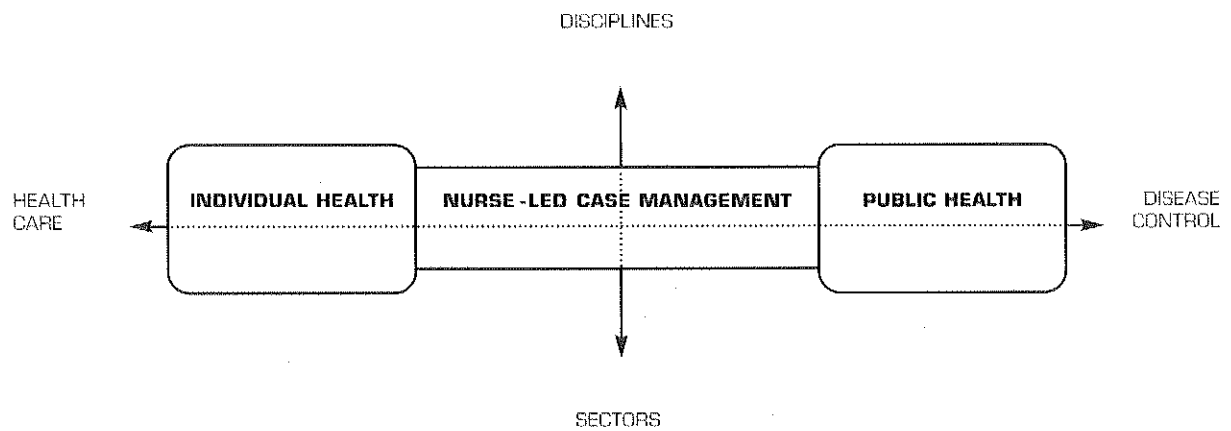 DISCIPLINES
HEALTH
CARE
INDIVIDUAL HEALTH
NURSE-LED CASE MANAGEMENT
PUBLIC HEALTH
DISEASE
CONTROL
SECTORS